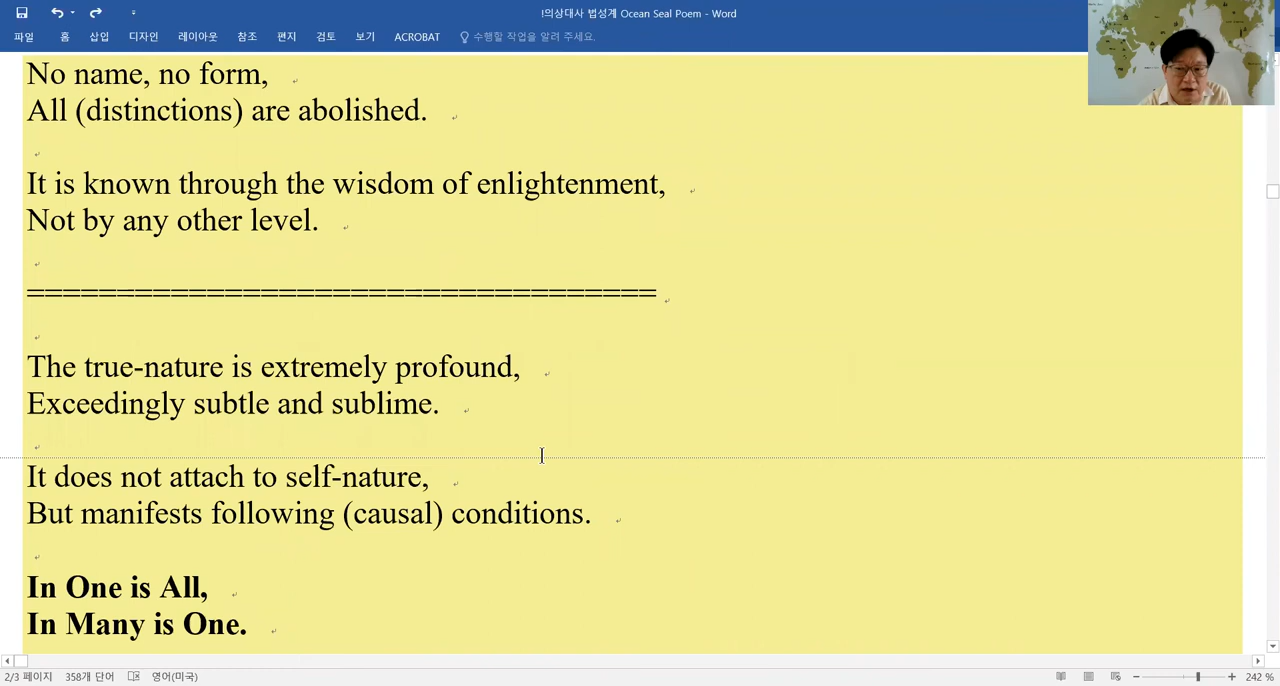 !의상대사 법성계 Ocean Seal Poem - Word
파일 홈 삽입 디자인 레이아웃 참조 편지 검토 보기 ACROBAT 수행할 작업을 알려 주세요.
No name, no form,
All (distinctions) are abolished.
It is known through the wisdom of enlightenment,
Not by any other level.
===================================
The true-nature is extremely profound,
Exceedingly subtle and sublime.
It does not attach to self-nature,
But manifests following (causal) conditions.
In One is All,
In Many is One.
2/3 페이지 358개 단어 영어(미국) 242 %